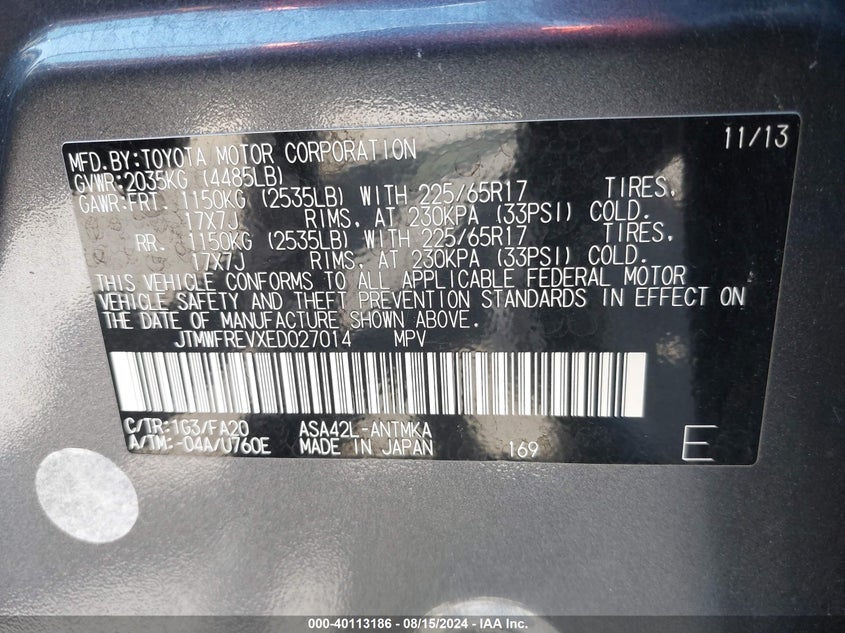 11/13
MFD.BY:TOYOTA MOTOR CORPORATION
GVWR:2035KG (4485LB)
GAWR:FRT. 1150KG (2535LB) WITH 225/65R17 TIRES,
17X7J RIMS, AT 230KPA (33PSI) COLD.
RR. 1150KG (2535LB) WITH 225/65R17 TIRES,
17X7J RIMS, AT 230KPA (33PSI) COLD.
THIS VEHICLE CONFORMS TO ALL APPLICABLE FEDERAL MOTOR
VEHICLE SAFETY AND THEFT PREVENTION STANDARDS IN EFFECT ON
THE DATE OF MANUFACTURE SHOWN ABOVE.
JTMWFREVXED027014 MPV
C/TR:1G3/FA20 ASA42L-ANTMKA
A/TM:-04A/U760E MADE IN JAPAN 169 E
000-40113186 - 08/15/2024 - IAA Inc.